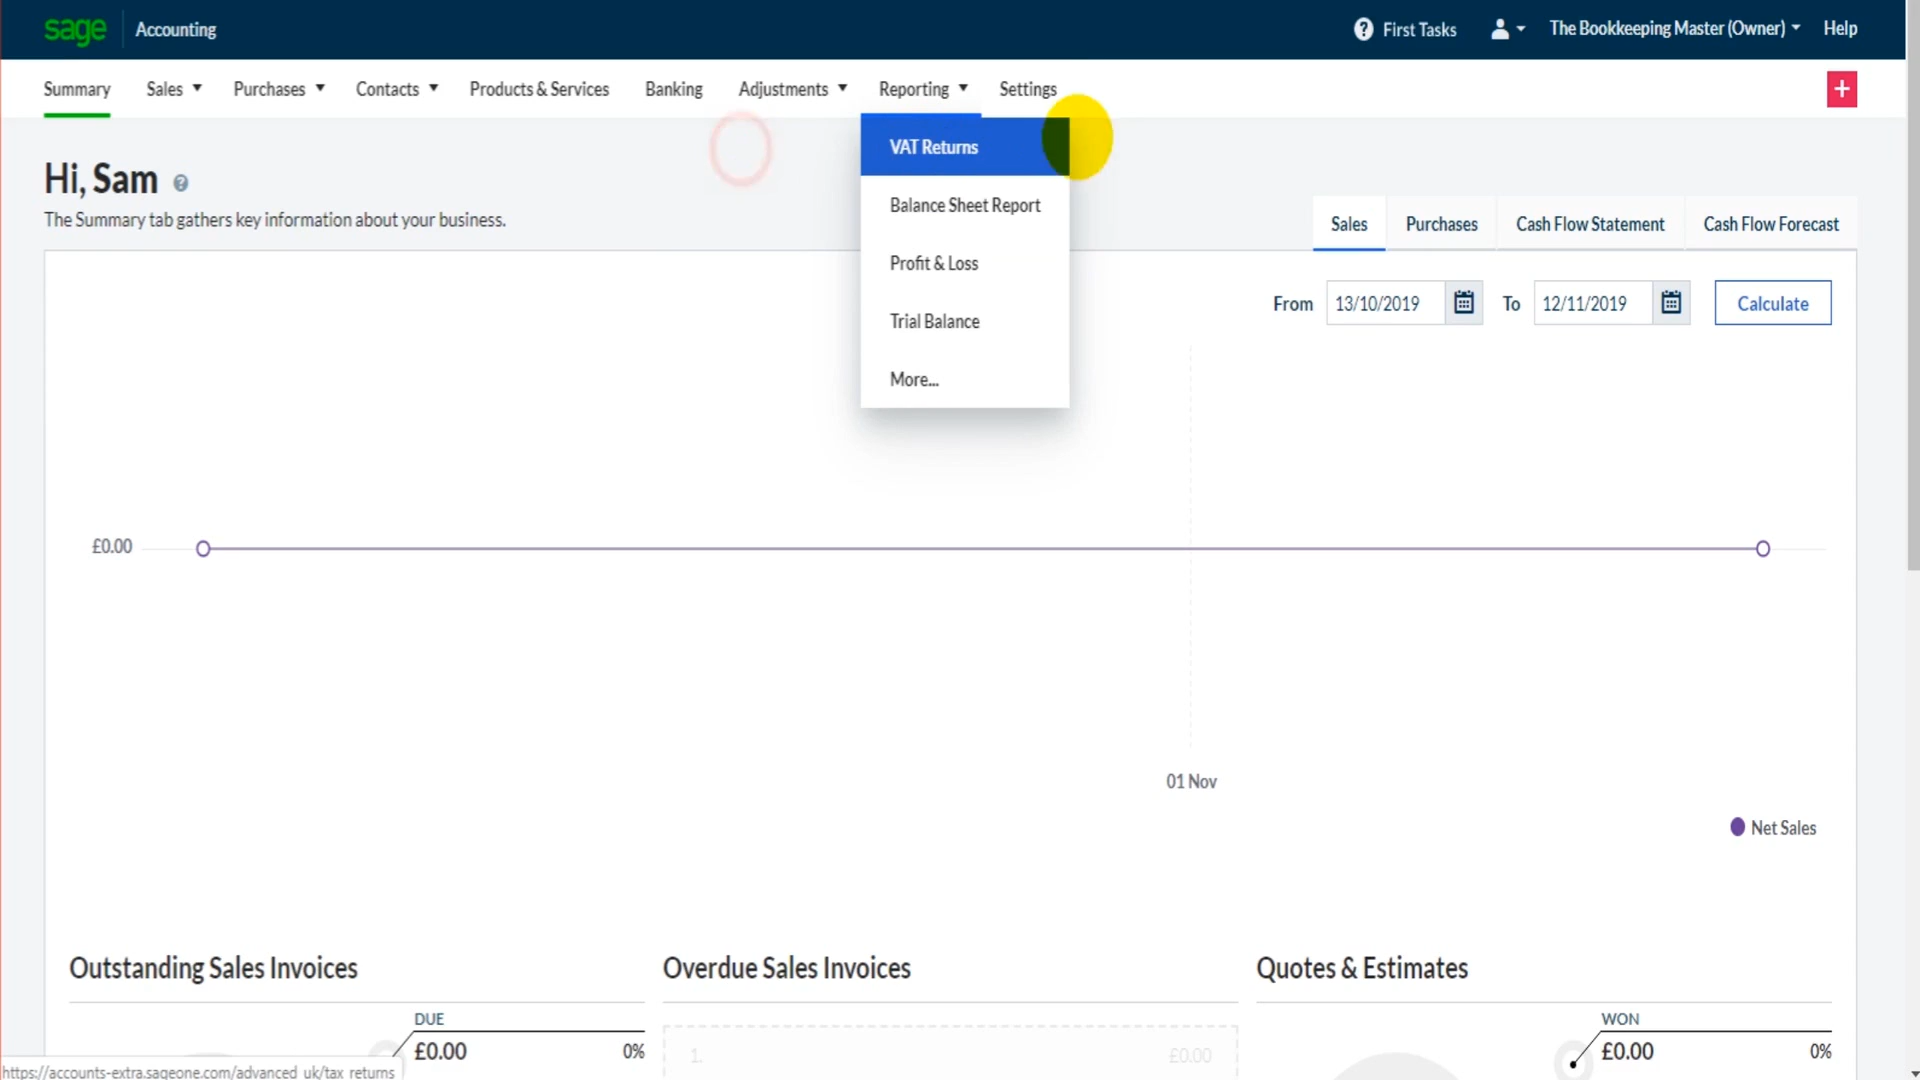 sage Accounting First Tasks The Bookkeeping Master (Owner) Help
Summary Sales Purchases Contacts Products & Services Banking Adjustments Reporting Settings +
VAT Returns
Balance Sheet Report
Profit & Loss
Trial Balance
More...
Hi, Sam
The Summary tab gathers key information about your business.
Sales Purchases Cash Flow Statement Cash Flow Forecast
From 13/10/2019 To 12/11/2019 Calculate
£0.00
01 Nov
Net Sales
Outstanding Sales Invoices Overdue Sales Invoices Quotes & Estimates
DUE WON
£0.00 0% 1. £0.00 £0.00 0%
https://accounts-extra.sageone.com/advanced_uk/tax_returns